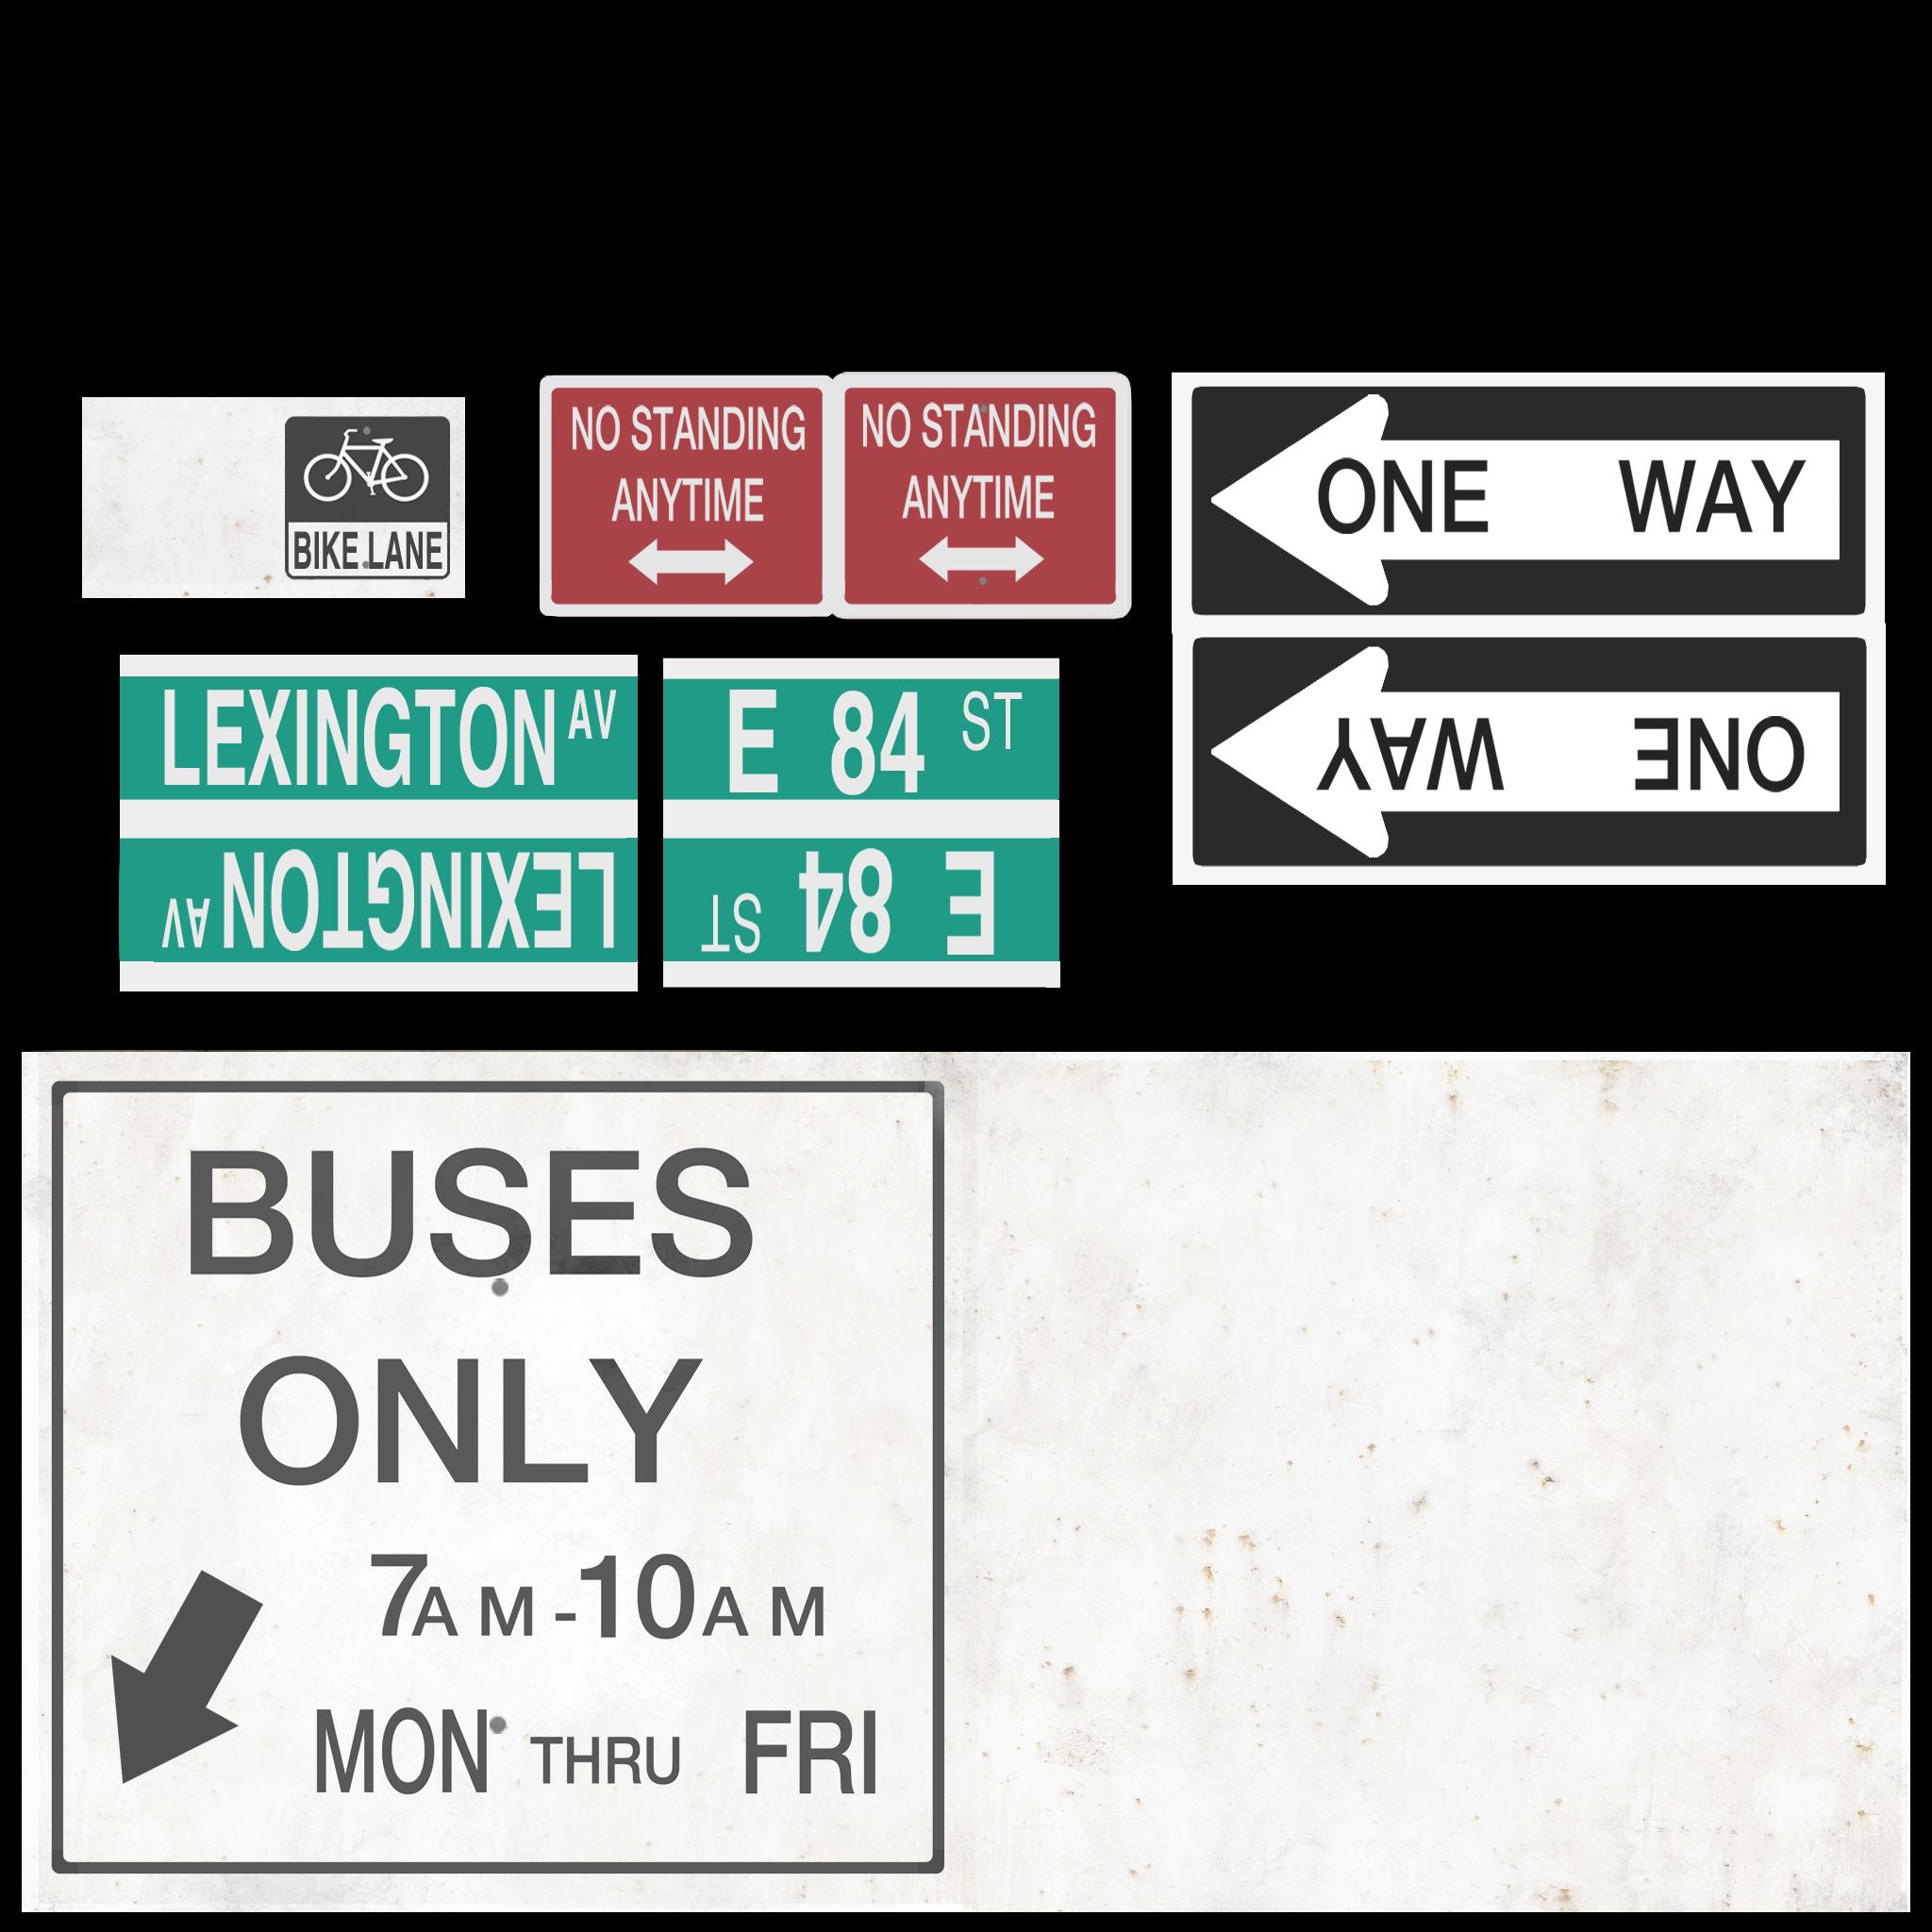 BIKE LANE
NO STANDING
ANYTIME
NO STANDING
ANYTIME
ONE WAY
ONE WAY
LEXINGTON AV
LEXINGTON AV
E 84 ST
E 84 ST
BUSES
ONLY
7AM-10AM
MON THRU FRI